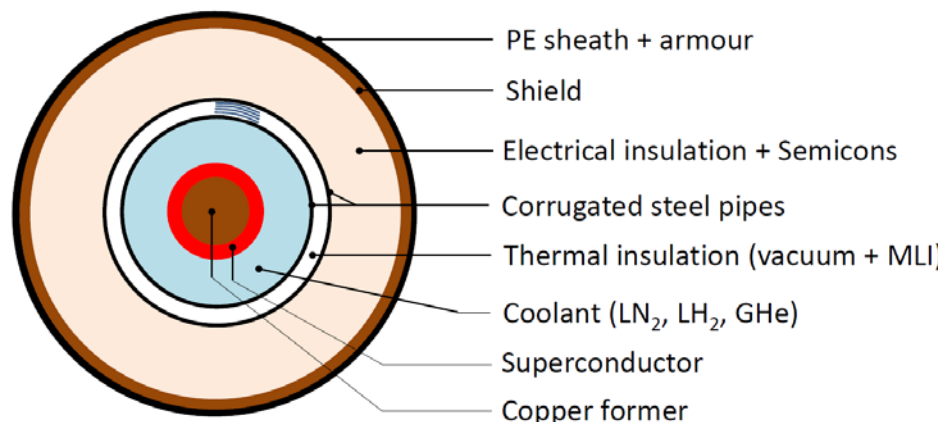 PE sheath + armour
Shield
Electrical insulation + Semicons
Corrugated steel pipes
Thermal insulation (vacuum + MLI)
Coolant (LN₂, LH₂, GHe)
Superconductor
Copper former